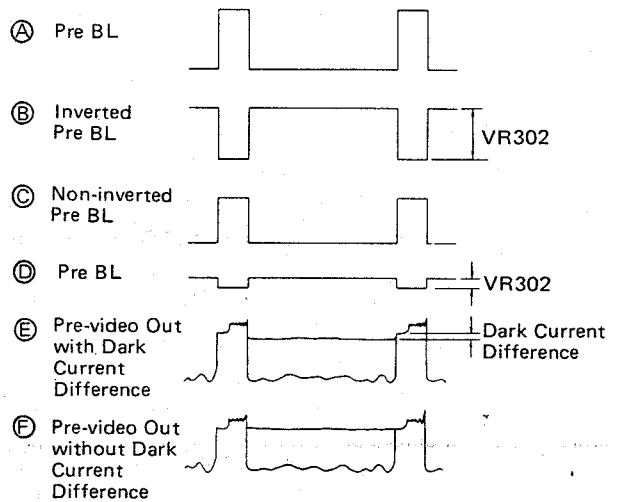 Ⓐ Pre BL
Ⓑ Inverted
Pre BL
VR302
Ⓒ Non-inverted
Pre BL
Ⓓ Pre BL
VR302
Ⓔ Pre-video Out
with Dark
Current
Difference
Dark Current
Difference
Ⓕ Pre-video Out
without Dark
Current
Difference